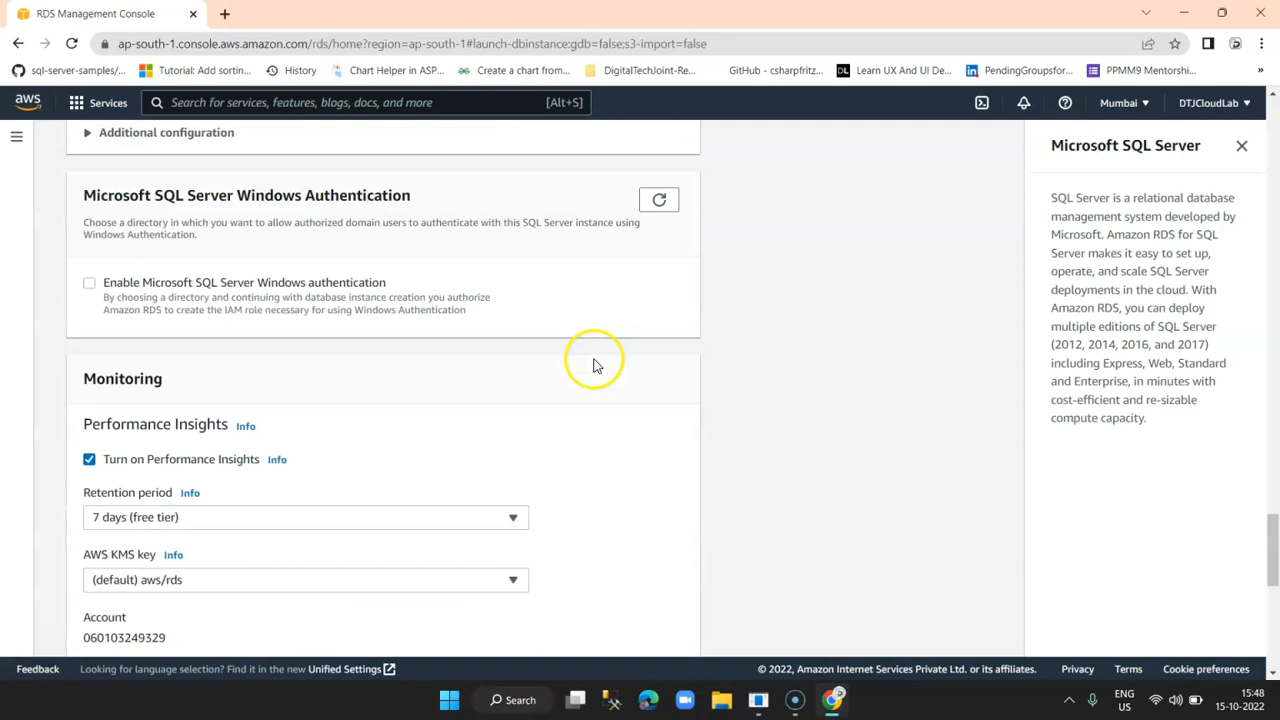 RDS Management Console
ap-south-1.console.aws.amazon.com/rds/home?region=ap-south-1#launch-dbinstance:gdb=false;s3-import=false
sql-server-samples/... Tutorial: Add sortin... History Chart Helper in ASP... Create a chart from... DigitalTechJoint-Re... GitHub - csharpfritz... DL Learn UX And UI De... PendingGroupsfor... PPMM9 Mentorshi... »
aws Services Search for services, features, blogs, docs, and more [Alt+S] Mumbai DTJCloudLab
Additional configuration
Microsoft SQL Server Windows Authentication
Choose a directory in which you want to allow authorized domain users to authenticate with this SQL Server instance using
Windows Authentication.
Enable Microsoft SQL Server Windows authentication
By choosing a directory and continuing with database instance creation you authorize
Amazon RDS to create the IAM role necessary for using Windows Authentication
Monitoring
Performance Insights Info
Turn on Performance Insights Info
Retention period Info
7 days (free tier)
AWS KMS key Info
(default) aws/rds
Account
060103249329
Microsoft SQL Server
SQL Server is a relational database
management system developed by
Microsoft. Amazon RDS for SQL
Server makes it easy to set up,
operate, and scale SQL Server
deployments in the cloud. With
Amazon RDS, you can deploy
multiple editions of SQL Server
(2012, 2014, 2016, and 2017)
including Express, Web, Standard
and Enterprise, in minutes with
cost-efficient and re-sizable
compute capacity.
Feedback Looking for language selection? Find it in the new Unified Settings © 2022, Amazon Internet Services Private Ltd. or its affiliates. Privacy Terms Cookie preferences
Search ENG 15:48
US 15-10-2022